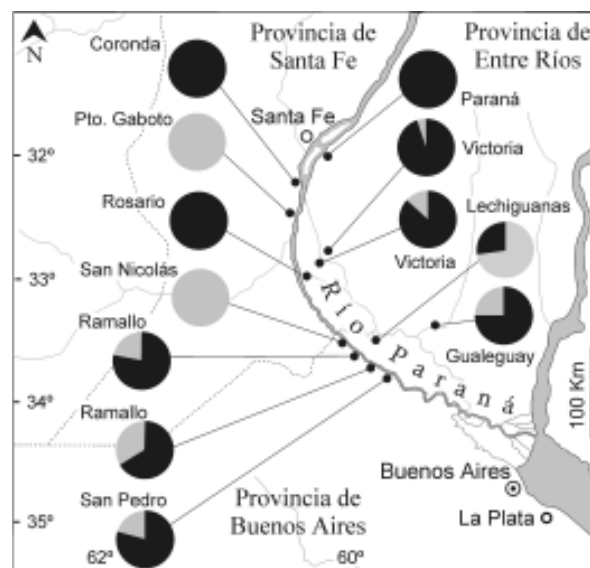 N
Provincia de
Santa Fe
Provincia de
Entre Ríos
Coronda
Santa Fe
Paraná
Pto. Gaboto
Victoria
32º
Rosario
Lechiguanas
Victoria
33º
San Nicolás
Río Paraná
Ramallo
Gualeguay
100 Km
34º
Ramallo
Buenos Aires
San Pedro
Provincia de
Buenos Aires
La Plata
35º
62º
60º